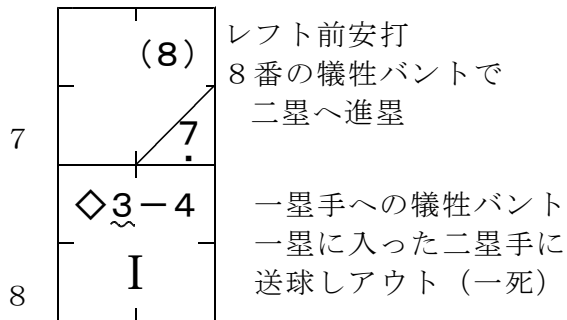 (8)
レフト前安打
8番の犠牲バントで
二塁へ進塁
7
7
◇3-4
一塁手への犠牲バント
一塁に入った二塁手に
送球しアウト(一死)
I
8